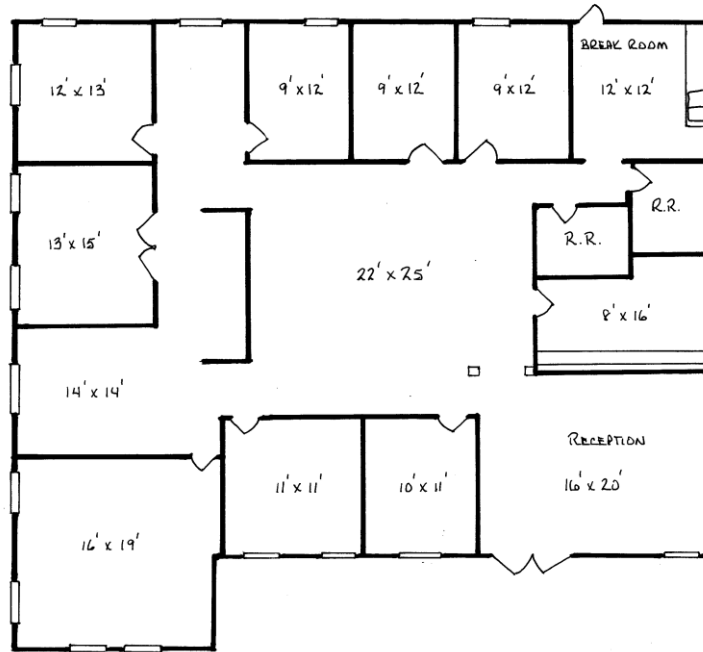 BREAK ROOM
12' x 13'
9' x 12'
9' x 12'
9' x 12'
12' x 12'
R.R.
R.R.
13' x 15'
22' x 25'
8' x 16'
14' x 14'
RECEPTION
11' x 11'
10' x 11'
16' x 20'
16' x 19'